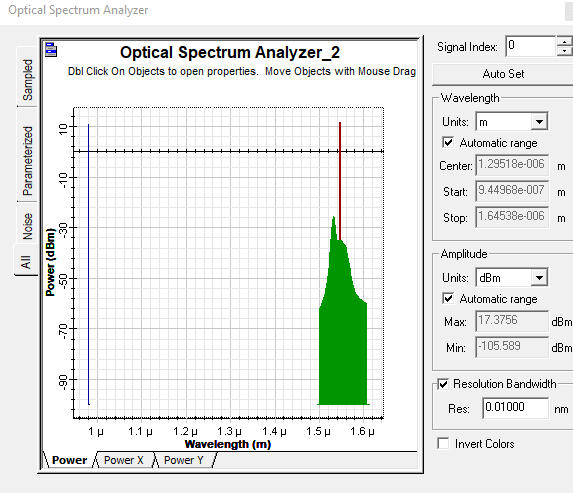 Optical Spectrum Analyzer
Optical Spectrum Analyzer_2
Dbl Click On Objects to open properties. Move Objects with Mouse Drag
Sampled
Parameterized
Noise
All
Power (dBm)
10
-10
-30
-50
-70
-90
1 µ
1.1 µ
1.2 µ
1.3 µ
1.4 µ
1.5 µ
1.6 µ
Wavelength (m)
Power
Power X
Power Y
Signal Index: 0
Auto Set
Wavelength
Units: m
Automatic range
Center: 1.29518e-006 m
Start: 9.44968e-007 m
Stop: 1.64538e-006 m
Amplitude
Units: dBm
Automatic range
Max: 17.3756 dBm
Min: -105.589 dBm
Resolution Bandwidth
Res: 0.01000 nm
Invert Colors